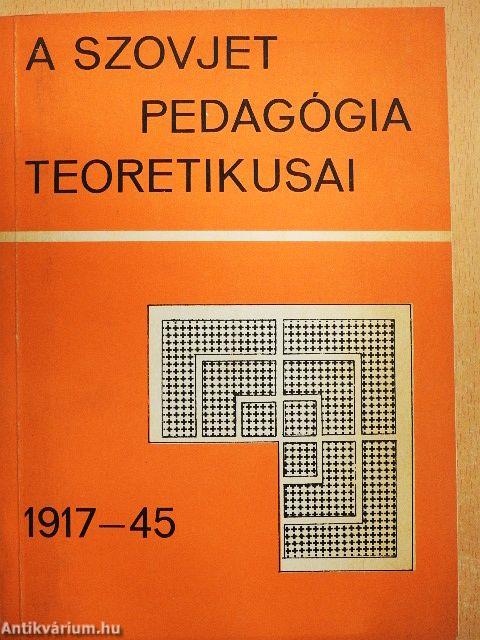 A SZOVJET
PEDAGÓGIA
TEORETIKUSAI
1917–45
Antikvárium.hu